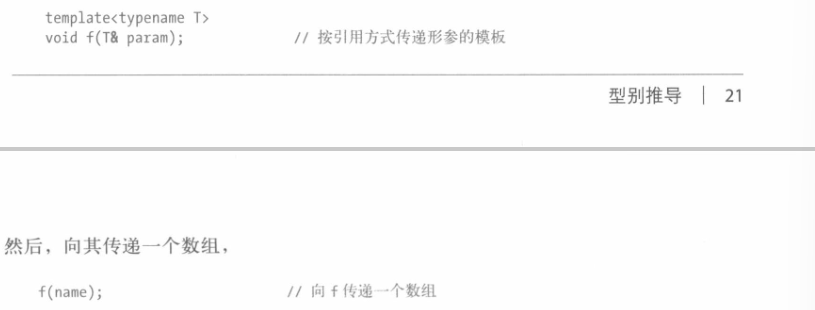 template<typename T>
void f(T& param); // 按引用方式传递形参的模板
型别推导 | 21
然后，向其传递一个数组，
f(name); // 向 f 传递一个数组